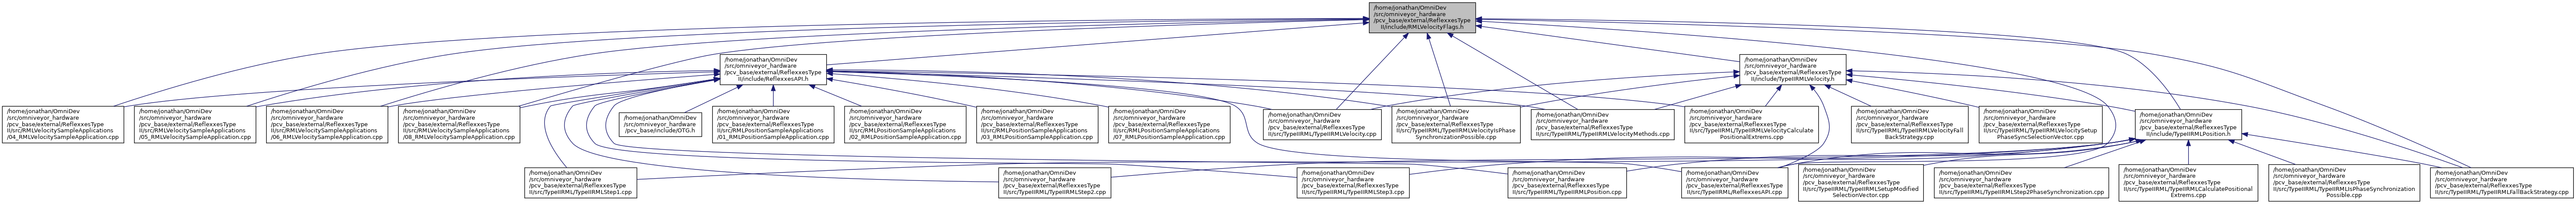 /home/jonathan/OmniDev
/src/omniveyor_hardware
/pcv_base/external/ReflexxesType
II/include/RMLVelocityFlags.h
/home/jonathan/OmniDev
/src/omniveyor_hardware
/pcv_base/external/ReflexxesType
II/include/ReflexxesAPI.h
/home/jonathan/OmniDev
/src/omniveyor_hardware
/pcv_base/external/ReflexxesType
II/include/TypeIIRMLVelocity.h
/home/jonathan/OmniDev
/src/omniveyor_hardware
/pcv_base/external/ReflexxesType
II/src/RMLVelocitySampleApplications
/04_RMLVelocitySampleApplication.cpp
/home/jonathan/OmniDev
/src/omniveyor_hardware
/pcv_base/external/ReflexxesType
II/src/RMLVelocitySampleApplications
/05_RMLVelocitySampleApplication.cpp
/home/jonathan/OmniDev
/src/omniveyor_hardware
/pcv_base/external/ReflexxesType
II/src/RMLVelocitySampleApplications
/06_RMLVelocitySampleApplication.cpp
/home/jonathan/OmniDev
/src/omniveyor_hardware
/pcv_base/external/ReflexxesType
II/src/RMLVelocitySampleApplications
/08_RMLVelocitySampleApplication.cpp
/home/jonathan/OmniDev
/src/omniveyor_hardware
/pcv_base/include/OTG.h
/home/jonathan/OmniDev
/src/omniveyor_hardware
/pcv_base/external/ReflexxesType
II/src/RMLPositionSampleApplications
/01_RMLPositionSampleApplication.cpp
/home/jonathan/OmniDev
/src/omniveyor_hardware
/pcv_base/external/ReflexxesType
II/src/RMLPositionSampleApplications
/02_RMLPositionSampleApplication.cpp
/home/jonathan/OmniDev
/src/omniveyor_hardware
/pcv_base/external/ReflexxesType
II/src/RMLPositionSampleApplications
/03_RMLPositionSampleApplication.cpp
/home/jonathan/OmniDev
/src/omniveyor_hardware
/pcv_base/external/ReflexxesType
II/src/RMLPositionSampleApplications
/07_RMLPositionSampleApplication.cpp
/home/jonathan/OmniDev
/src/omniveyor_hardware
/pcv_base/external/ReflexxesType
II/src/TypeIIRML/TypeIIRMLVelocity.cpp
/home/jonathan/OmniDev
/src/omniveyor_hardware
/pcv_base/external/ReflexxesType
II/src/TypeIIRML/TypeIIRMLVelocityIsPhase
SynchronizationPossible.cpp
/home/jonathan/OmniDev
/src/omniveyor_hardware
/pcv_base/external/ReflexxesType
II/src/TypeIIRML/TypeIIRMLVelocityMethods.cpp
/home/jonathan/OmniDev
/src/omniveyor_hardware
/pcv_base/external/ReflexxesType
II/src/TypeIIRML/TypeIIRMLVelocityCalculate
PositionalExtrems.cpp
/home/jonathan/OmniDev
/src/omniveyor_hardware
/pcv_base/external/ReflexxesType
II/src/TypeIIRML/TypeIIRMLVelocityFall
BackStrategy.cpp
/home/jonathan/OmniDev
/src/omniveyor_hardware
/pcv_base/external/ReflexxesType
II/src/TypeIIRML/TypeIIRMLVelocitySetup
PhaseSyncSelectionVector.cpp
/home/jonathan/OmniDev
/src/omniveyor_hardware
/pcv_base/external/ReflexxesType
II/include/TypeIIRMLPosition.h
/home/jonathan/OmniDev
/src/omniveyor_hardware
/pcv_base/external/ReflexxesType
II/src/TypeIIRML/TypeIIRMLStep1.cpp
/home/jonathan/OmniDev
/src/omniveyor_hardware
/pcv_base/external/ReflexxesType
II/src/TypeIIRML/TypeIIRMLStep2.cpp
/home/jonathan/OmniDev
/src/omniveyor_hardware
/pcv_base/external/ReflexxesType
II/src/TypeIIRML/TypeIIRMLStep3.cpp
/home/jonathan/OmniDev
/src/omniveyor_hardware
/pcv_base/external/ReflexxesType
II/src/TypeIIRML/TypeIIRMLPosition.cpp
/home/jonathan/OmniDev
/src/omniveyor_hardware
/pcv_base/external/ReflexxesType
II/src/TypeIIRML/ReflexxesAPI.cpp
/home/jonathan/OmniDev
/src/omniveyor_hardware
/pcv_base/external/ReflexxesType
II/src/TypeIIRML/TypeIIRMLSetupModified
SelectionVector.cpp
/home/jonathan/OmniDev
/src/omniveyor_hardware
/pcv_base/external/ReflexxesType
II/src/TypeIIRML/TypeIIRMLStep2PhaseSynchronization.cpp
/home/jonathan/OmniDev
/src/omniveyor_hardware
/pcv_base/external/ReflexxesType
II/src/TypeIIRML/TypeIIRMLCalculatePositional
Extrems.cpp
/home/jonathan/OmniDev
/src/omniveyor_hardware
/pcv_base/external/ReflexxesType
II/src/TypeIIRML/TypeIIRMLIsPhaseSynchronization
Possible.cpp
/home/jonathan/OmniDev
/src/omniveyor_hardware
/pcv_base/external/ReflexxesType
II/src/TypeIIRML/TypeIIRMLFallBackStrategy.cpp